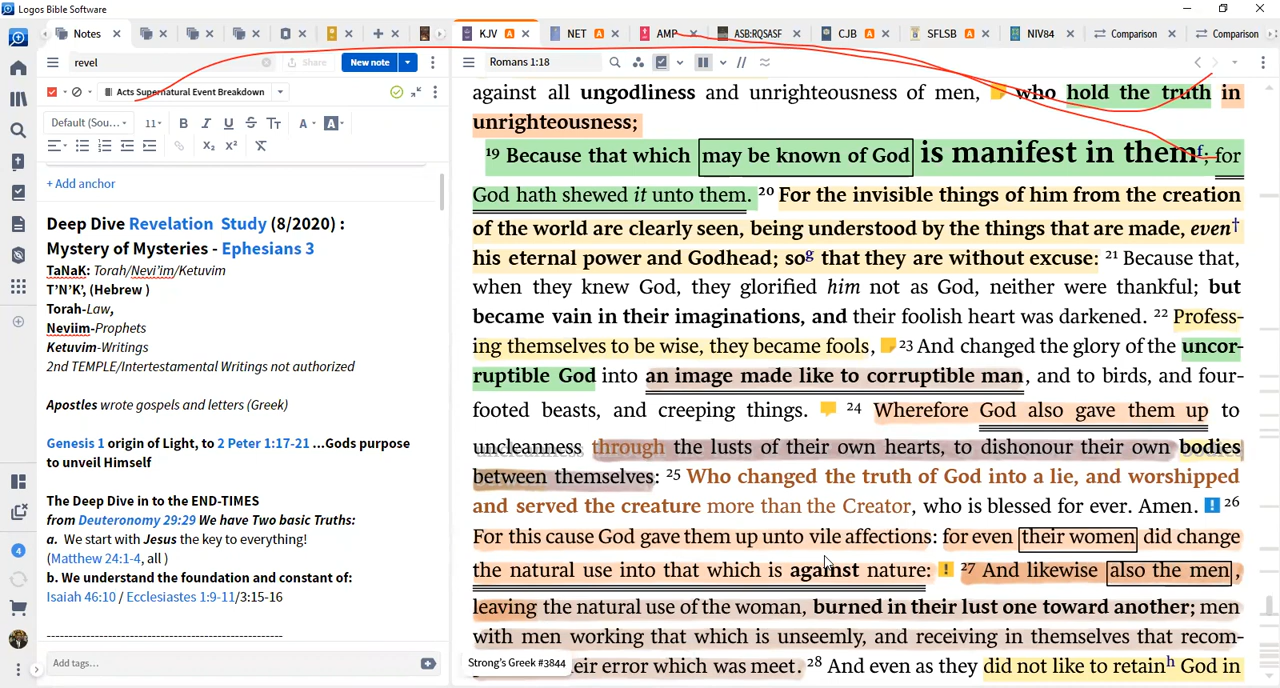 Logos Bible Software
Notes
KJV A
NET A
AMP
ASB:RQSASF
CJB A
SFLSB A
NIV84
Comparison
Comparison
revel
Share
New note
Romans 1:18
Acts Supernatural Event Breakdown
Default (Sou...
11
B I U S TT A A
X₂ X²
+ Add anchor
Deep Dive Revelation Study (8/2020) :
Mystery of Mysteries - Ephesians 3
TaNaK: Torah/Nevi'im/Ketuvim
T'N'K', (Hebrew )
Torah-Law,
Neviim-Prophets
Ketuvim-Writings
2nd TEMPLE/Intertestamental Writings not authorized
Apostles wrote gospels and letters (Greek)
Genesis 1 origin of Light, to 2 Peter 1:17-21 ...Gods purpose
to unveil Himself
The Deep Dive in to the END-TIMES
from Deuteronomy 29:29 We have Two basic Truths:
a. We start with Jesus the key to everything!
(Matthew 24:1-4, all )
b. We understand the foundation and constant of:
Isaiah 46:10 / Ecclesiastes 1:9-11/3:15-16
--------------------------------------------------
Add tags...
4
against all ungodliness and unrighteousness of men, who hold the truth in
unrighteousness;
19 Because that which may be known of God is manifest in them f; for
God hath shewed it unto them. 20 For the invisible things of him from the creation
of the world are clearly seen, being understood by the things that are made, even†
his eternal power and Godhead; so g that they are without excuse: 21 Because that,
when they knew God, they glorified him not as God, neither were thankful; but
became vain in their imaginations, and their foolish heart was darkened. 22 Profess-
ing themselves to be wise, they became fools, 23 And changed the glory of the uncor-
ruptible God into an image made like to corruptible man, and to birds, and four-
footed beasts, and creeping things. 24 Wherefore God also gave them up to
uncleanness through the lusts of their own hearts, to dishonour their own bodies
between themselves: 25 Who changed the truth of God into a lie, and worshipped
and served the creature more than the Creator, who is blessed for ever. Amen. 26
For this cause God gave them up unto vile affections: for even their women did change
the natural use into that which is against nature: 27 And likewise also the men,
leaving the natural use of the woman, burned in their lust one toward another; men
with men working that which is unseemly, and receiving in themselves that recom-
eir error which was meet. 28 And even as they did not like to retain h God in
Strong's Greek #3844